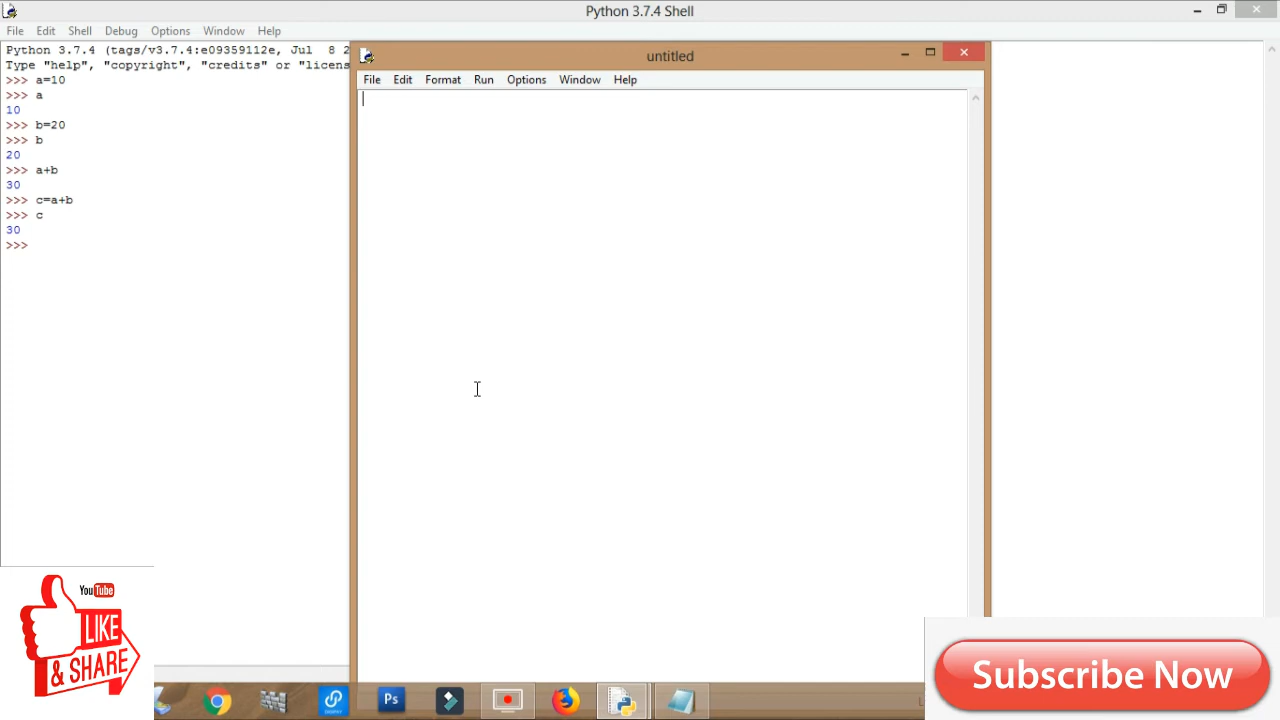 Python 3.7.4 Shell
File Edit Shell Debug Options Window Help
Python 3.7.4 (tags/v3.7.4:e09359112e, Jul 8 2
Type "help", "copyright", "credits" or "licens
>>> a=10
>>> a
10
>>> b=20
>>> b
20
>>> a+b
30
>>> c=a+b
>>> c
30
>>>
untitled
File Edit Format Run Options Window Help
YouTube
LIKE
& SHARE
Ps
Subscribe Now